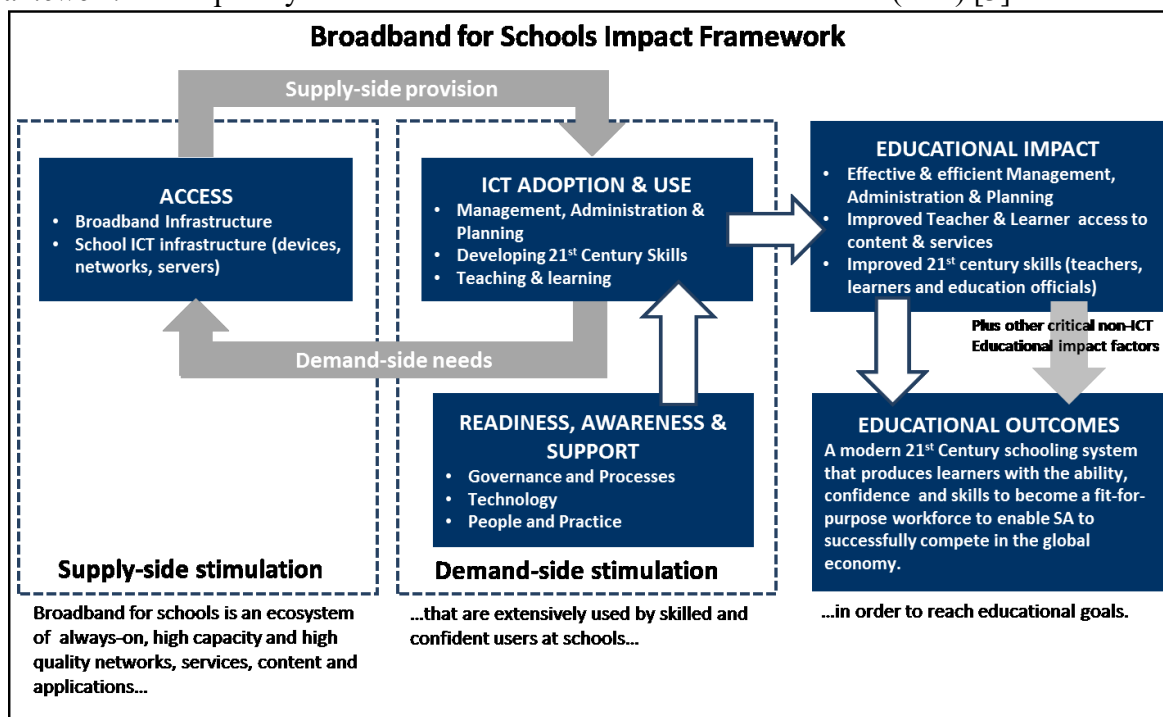 (
) [
]
Broadband for Schools Impact Framework
Supply-side provision
ACCESS
• Broadband Infrastructure
• School ICT infrastructure (devices,
networks, servers)
ICT ADOPTION & USE
• Management, Administration &
Planning
• Developing 21st Century Skills
• Teaching & learning
EDUCATIONAL IMPACT
• Effective & efficient Management,
Administration & Planning
• Improved Teacher & Learner access to
content & services
• Improved 21st century skills (teachers,
learners and education officials)
Plus other critical non-ICT
Educational impact factors
Demand-side needs
READINESS, AWARENESS &
SUPPORT
• Governance and Processes
• Technology
• People and Practice
EDUCATIONAL OUTCOMES
A modern 21st Century schooling system
that produces learners with the ability,
confidence and skills to become a fit-for-
purpose workforce to enable SA to
successfully compete in the global
economy.
Supply-side stimulation
Demand-side stimulation
Broadband for schools is an ecosystem
of always-on, high capacity and high
quality networks, services, content and
applications...
...that are extensively used by skilled and
confident users at schools...
...in order to reach educational goals.